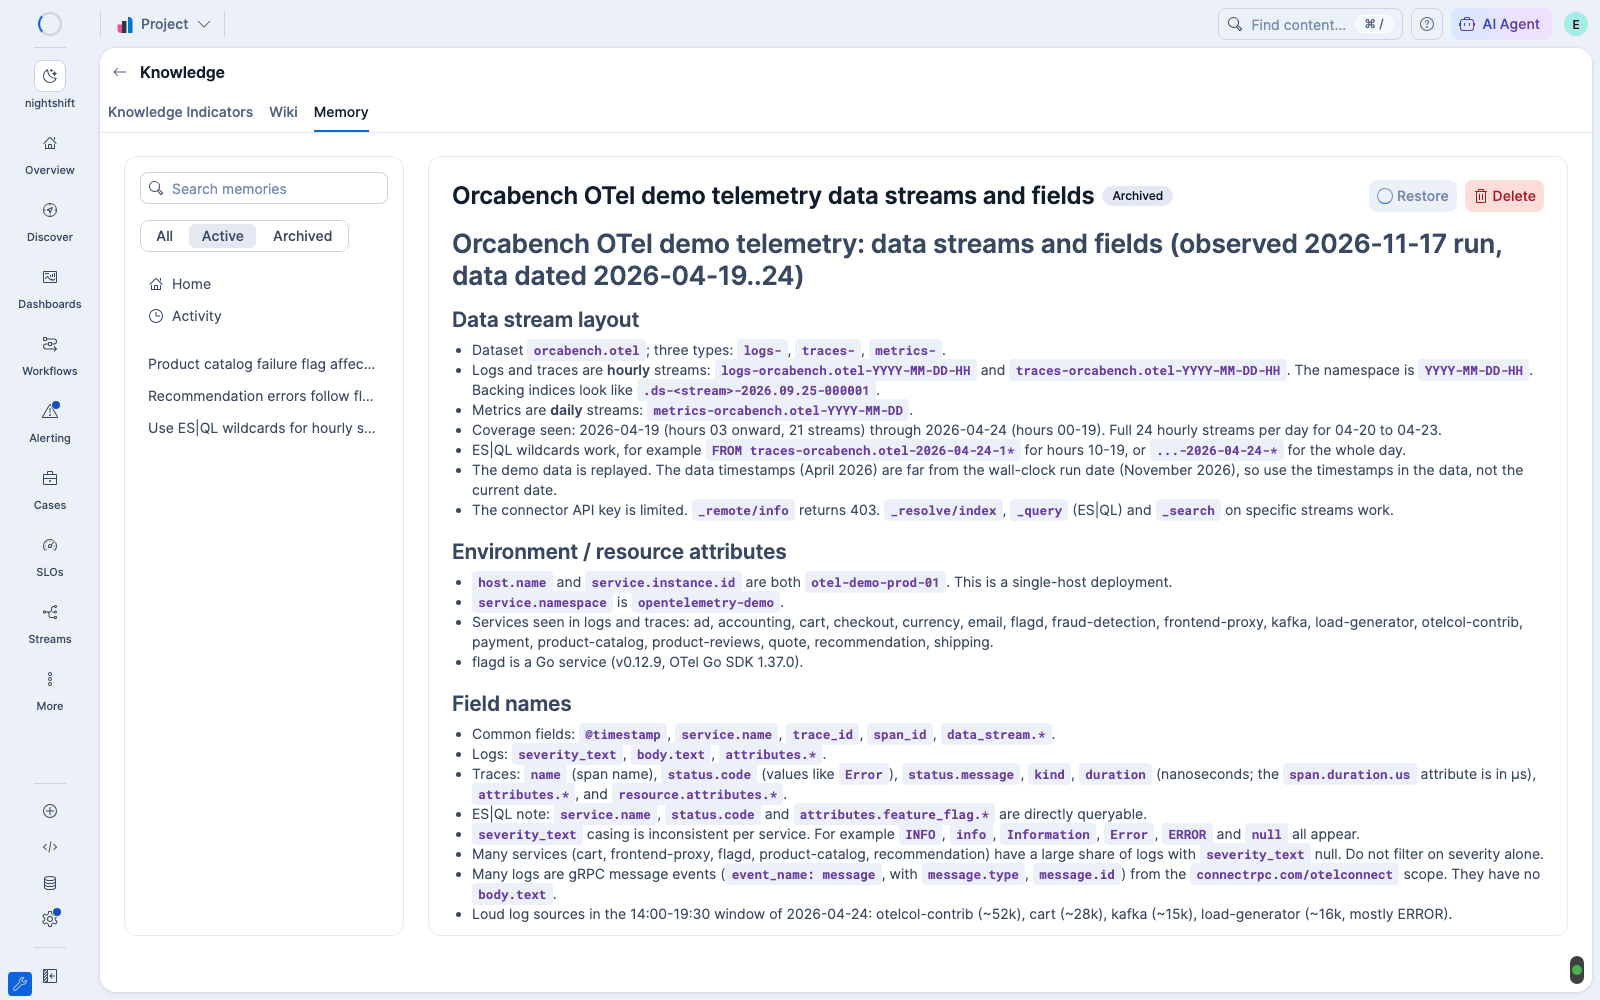 Project
Find content...
⌘ /
AI Agent
E
nightshift
Overview
Discover
Dashboards
Workflows
Alerting
Cases
SLOs
Streams
More
Knowledge
Knowledge Indicators
Wiki
Memory
Search memories
All
Active
Archived
Home
Activity
Product catalog failure flag affec...
Recommendation errors follow fl...
Use ES|QL wildcards for hourly s...
Orcabench OTel demo telemetry data streams and fields
Archived
Restore
Delete
Orcabench OTel demo telemetry: data streams and fields (observed 2026-11-17 run,
data dated 2026-04-19..24)
Data stream layout
• Dataset orcabench.otel ; three types: logs- , traces- , metrics- .
• Logs and traces are hourly streams: logs-orcabench.otel-YYYY-MM-DD-HH and traces-orcabench.otel-YYYY-MM-DD-HH . The namespace is YYYY-MM-DD-HH .
Backing indices look like .ds-<stream>-2026.09.25-000001 .
• Metrics are daily streams: metrics-orcabench.otel-YYYY-MM-DD .
• Coverage seen: 2026-04-19 (hours 03 onward, 21 streams) through 2026-04-24 (hours 00-19). Full 24 hourly streams per day for 04-20 to 04-23.
• ES|QL wildcards work, for example FROM traces-orcabench.otel-2026-04-24-1* for hours 10-19, or ...-2026-04-24-* for the whole day.
• The demo data is replayed. The data timestamps (April 2026) are far from the wall-clock run date (November 2026), so use the timestamps in the data, not the
current date.
• The connector API key is limited. _remote/info returns 403. _resolve/index , _query (ES|QL) and _search on specific streams work.
Environment / resource attributes
• host.name and service.instance.id are both otel-demo-prod-01 . This is a single-host deployment.
• service.namespace is opentelemetry-demo .
• Services seen in logs and traces: ad, accounting, cart, checkout, currency, email, flagd, fraud-detection, frontend-proxy, kafka, load-generator, otelcol-contrib,
payment, product-catalog, product-reviews, quote, recommendation, shipping.
• flagd is a Go service (v0.12.9, OTel Go SDK 1.37.0).
Field names
• Common fields: @timestamp , service.name , trace_id , span_id , data_stream.* .
• Logs: severity_text , body.text , attributes.* .
• Traces: name (span name), status.code (values like Error ), status.message , kind , duration (nanoseconds; the span.duration.us attribute is in µs),
attributes.* , and resource.attributes.* .
• ES|QL note: service.name , status.code and attributes.feature_flag.* are directly queryable.
• severity_text casing is inconsistent per service. For example INFO , info , Information , Error , ERROR and null all appear.
• Many services (cart, frontend-proxy, flagd, product-catalog, recommendation) have a large share of logs with severity_text null. Do not filter on severity alone.
• Many logs are gRPC message events ( event_name: message , with message.type , message.id ) from the connectrpc.com/otelconnect scope. They have no
body.text .
• Loud log sources in the 14:00-19:30 window of 2026-04-24: otelcol-contrib (~52k), cart (~28k), kafka (~15k), load-generator (~16k, mostly ERROR).